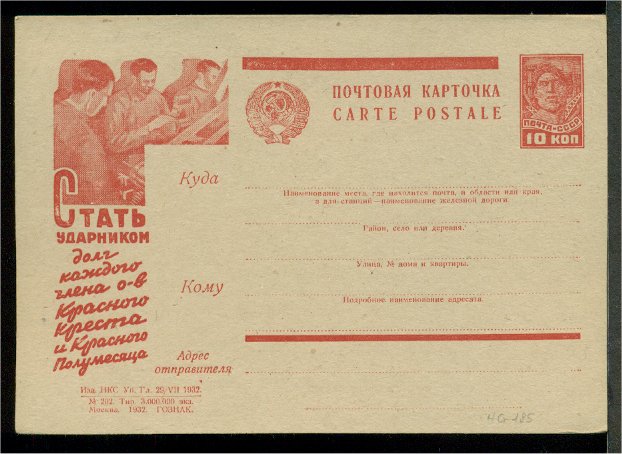 ПОЧТОВАЯ КАРТОЧКА
CARTE POSTALE
ПОЧТА-СССР
10 КОП
Куда
Наименование места, где находится почта, и области или края,
а для станций—наименование железной дороги
Район, село или деревня.
Улица, № дома и квартиры.
Кому
Подробное наименование адресата.
Адрес
отправителя
СТАТЬ
УДАРНИКОМ
долг
каждого
члена о-в
Красного
Креста
и Красного
Полумесяца
Изд. НКС Уп. Гл. 29/VII 1932.
№ 292. Тир. 3.000.000 экз.
Москва. 1932. ГОЗНАК.